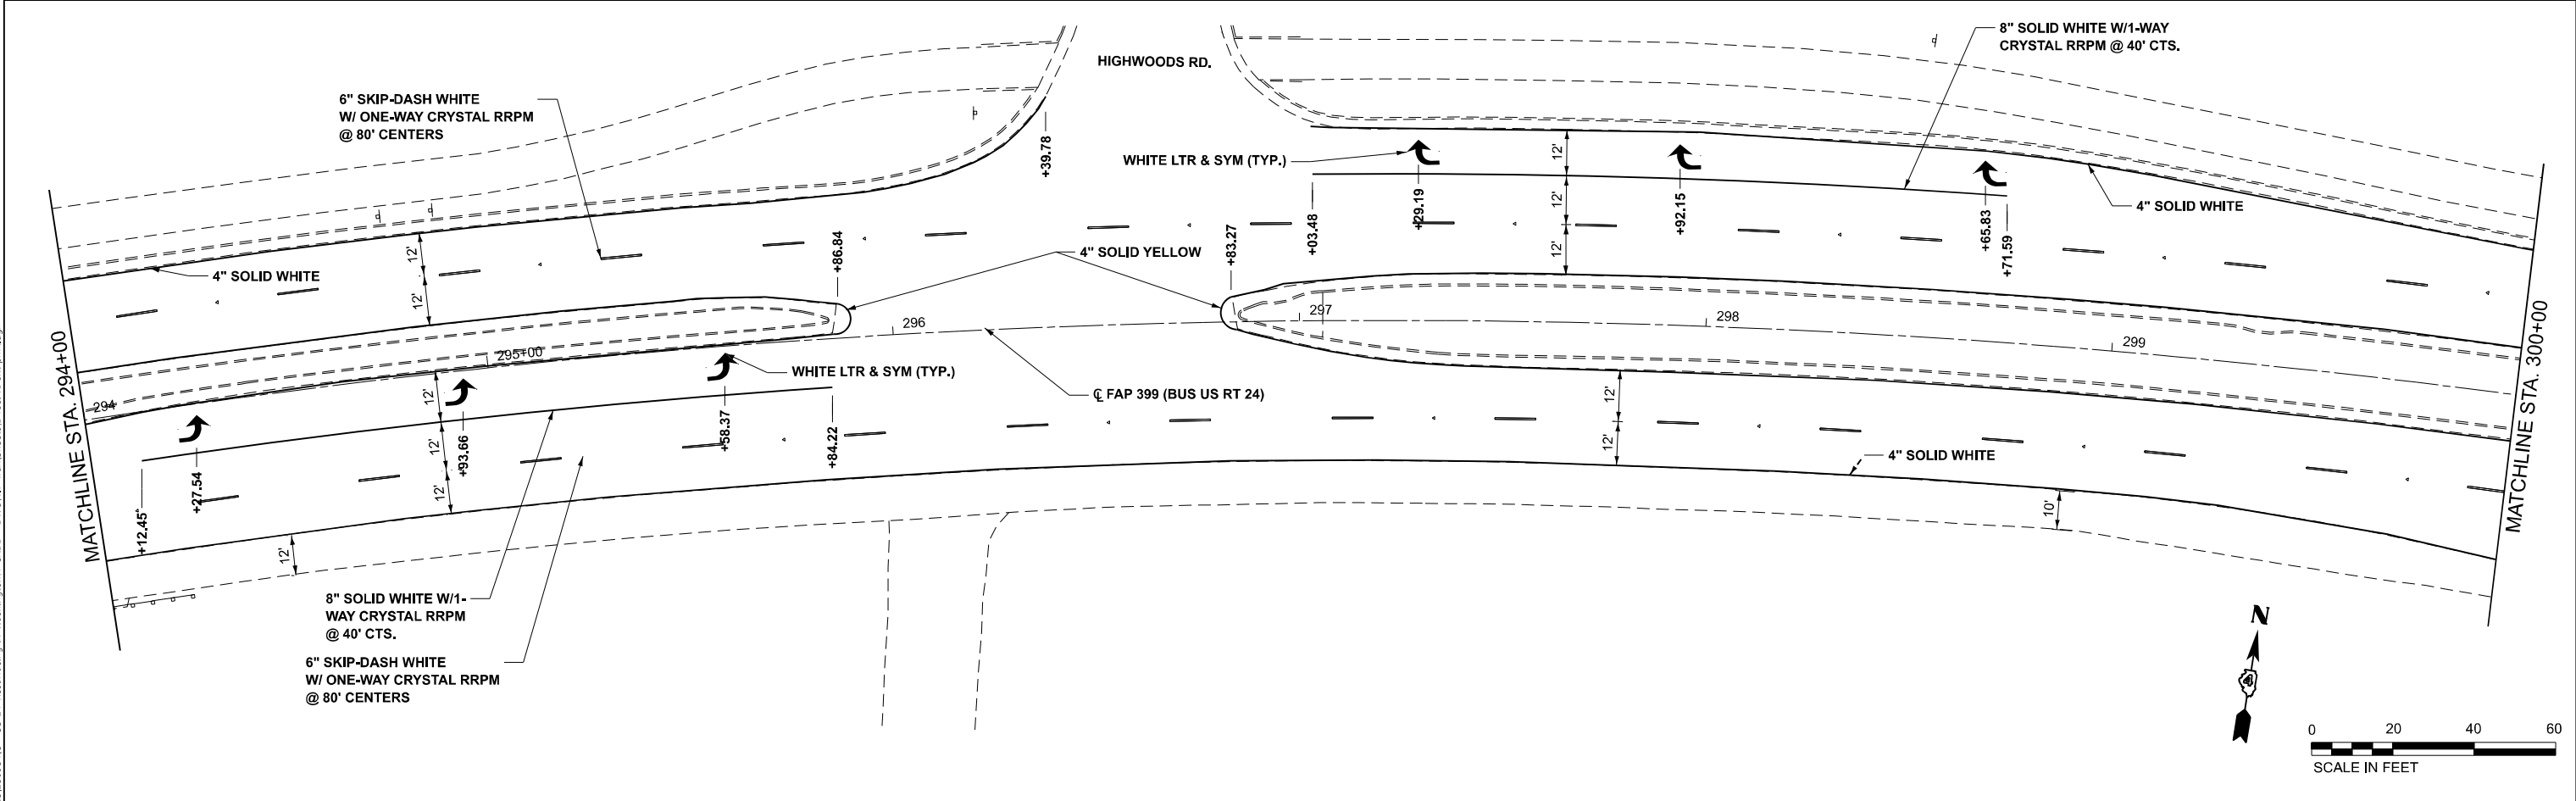 HIGHWOODS RD.
8" SOLID WHITE W/1-WAY
CRYSTAL RRPM @ 40' CTS.
6" SKIP-DASH WHITE
W/ ONE-WAY CRYSTAL RRPM
@ 80' CENTERS
+39.78
WHITE LTR & SYM (TYP.)
12'
12'
12'
+03.48
+29.19
+92.15
+65.83
+71.59
4" SOLID WHITE
4" SOLID WHITE
12'
12'
+86.84
4" SOLID YELLOW
+83.27
MATCHLINE STA. 294+00
294
295+00
296
297
298
299
MATCHLINE STA. 300+00
WHITE LTR & SYM (TYP.)
℄ FAP 399 (BUS US RT 24)
+12.45
+27.54
12'
12'
12'
+93.66
+58.37
+84.22
12'
12'
12'
4" SOLID WHITE
10'
8" SOLID WHITE W/1-
WAY CRYSTAL RRPM
@ 40' CTS.
6" SKIP-DASH WHITE
W/ ONE-WAY CRYSTAL RRPM
@ 80' CENTERS
N
4
0 20 40 60
SCALE IN FEET